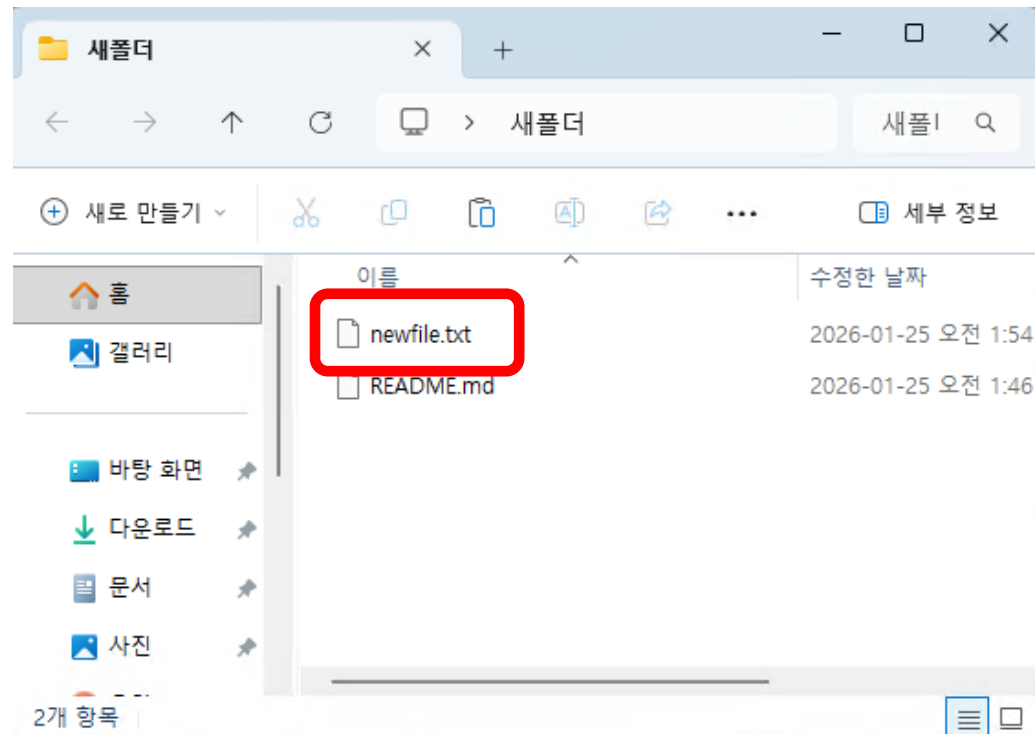 새폴더
새폴더
새폴
새로 만들기
세부 정보
이름
수정한 날짜
홈
newfile.txt
2026-01-25 오전 1:54
갤러리
README.md
2026-01-25 오전 1:46
바탕 화면
다운로드
문서
사진
2개 항목